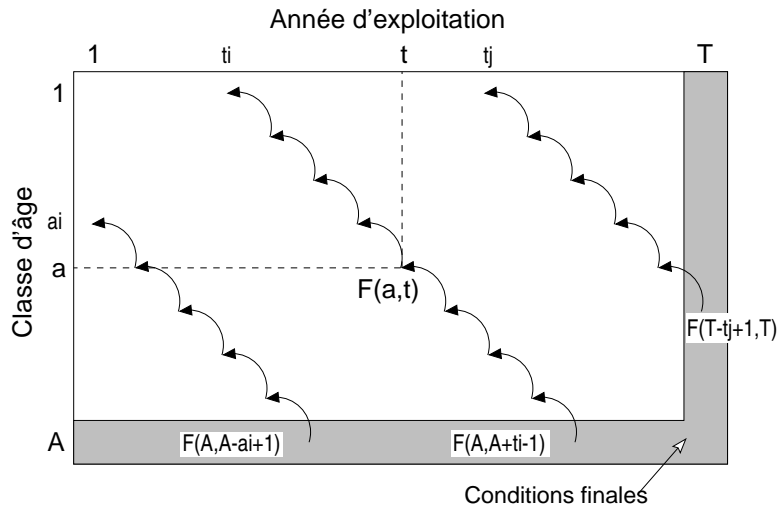 Année d'exploitation
1 ti t tj T
1
ai
a
A
Classe d'âge
F(a,t)
F(T-tj+1,T)
F(A,A-ai+1)
F(A,A+ti-1)
Conditions finales